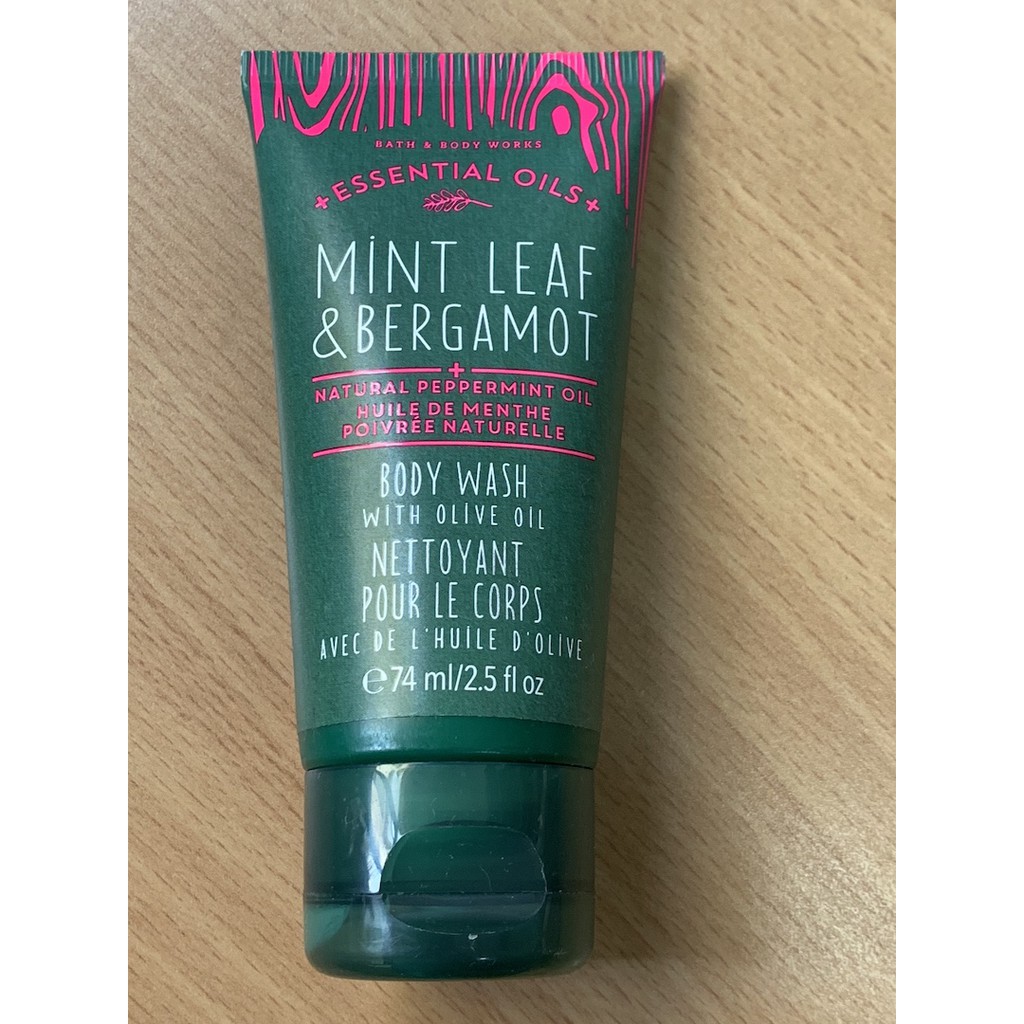 BATH & BODY WORKS
+ESSENTIAL OILS+
MINT LEAF
& BERGAMOT
+
NATURAL PEPPERMINT OIL
HUILE DE MENTHE
POIVRÉE NATURELLE
BODY WASH
WITH OLIVE OIL
NETTOYANT
POUR LE CORPS
AVEC DE L'HUILE D'OLIVE
℮74 ml/2.5 fl oz